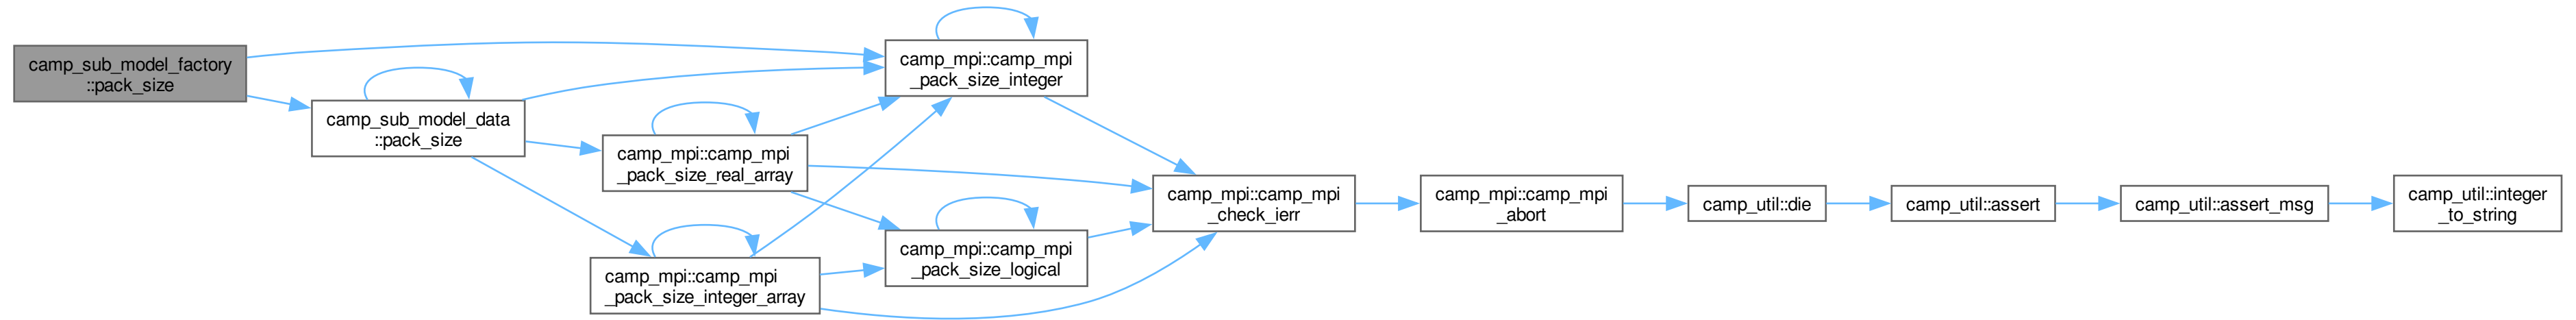 camp_sub_model_factory
::pack_size
camp_sub_model_data
::pack_size
camp_mpi::camp_mpi
_pack_size_integer
camp_mpi::camp_mpi
_pack_size_real_array
camp_mpi::camp_mpi
_pack_size_logical
camp_mpi::camp_mpi
_pack_size_integer_array
camp_mpi::camp_mpi
_check_ierr
camp_mpi::camp_mpi
_abort
camp_util::die
camp_util::assert
camp_util::assert_msg
camp_util::integer
_to_string